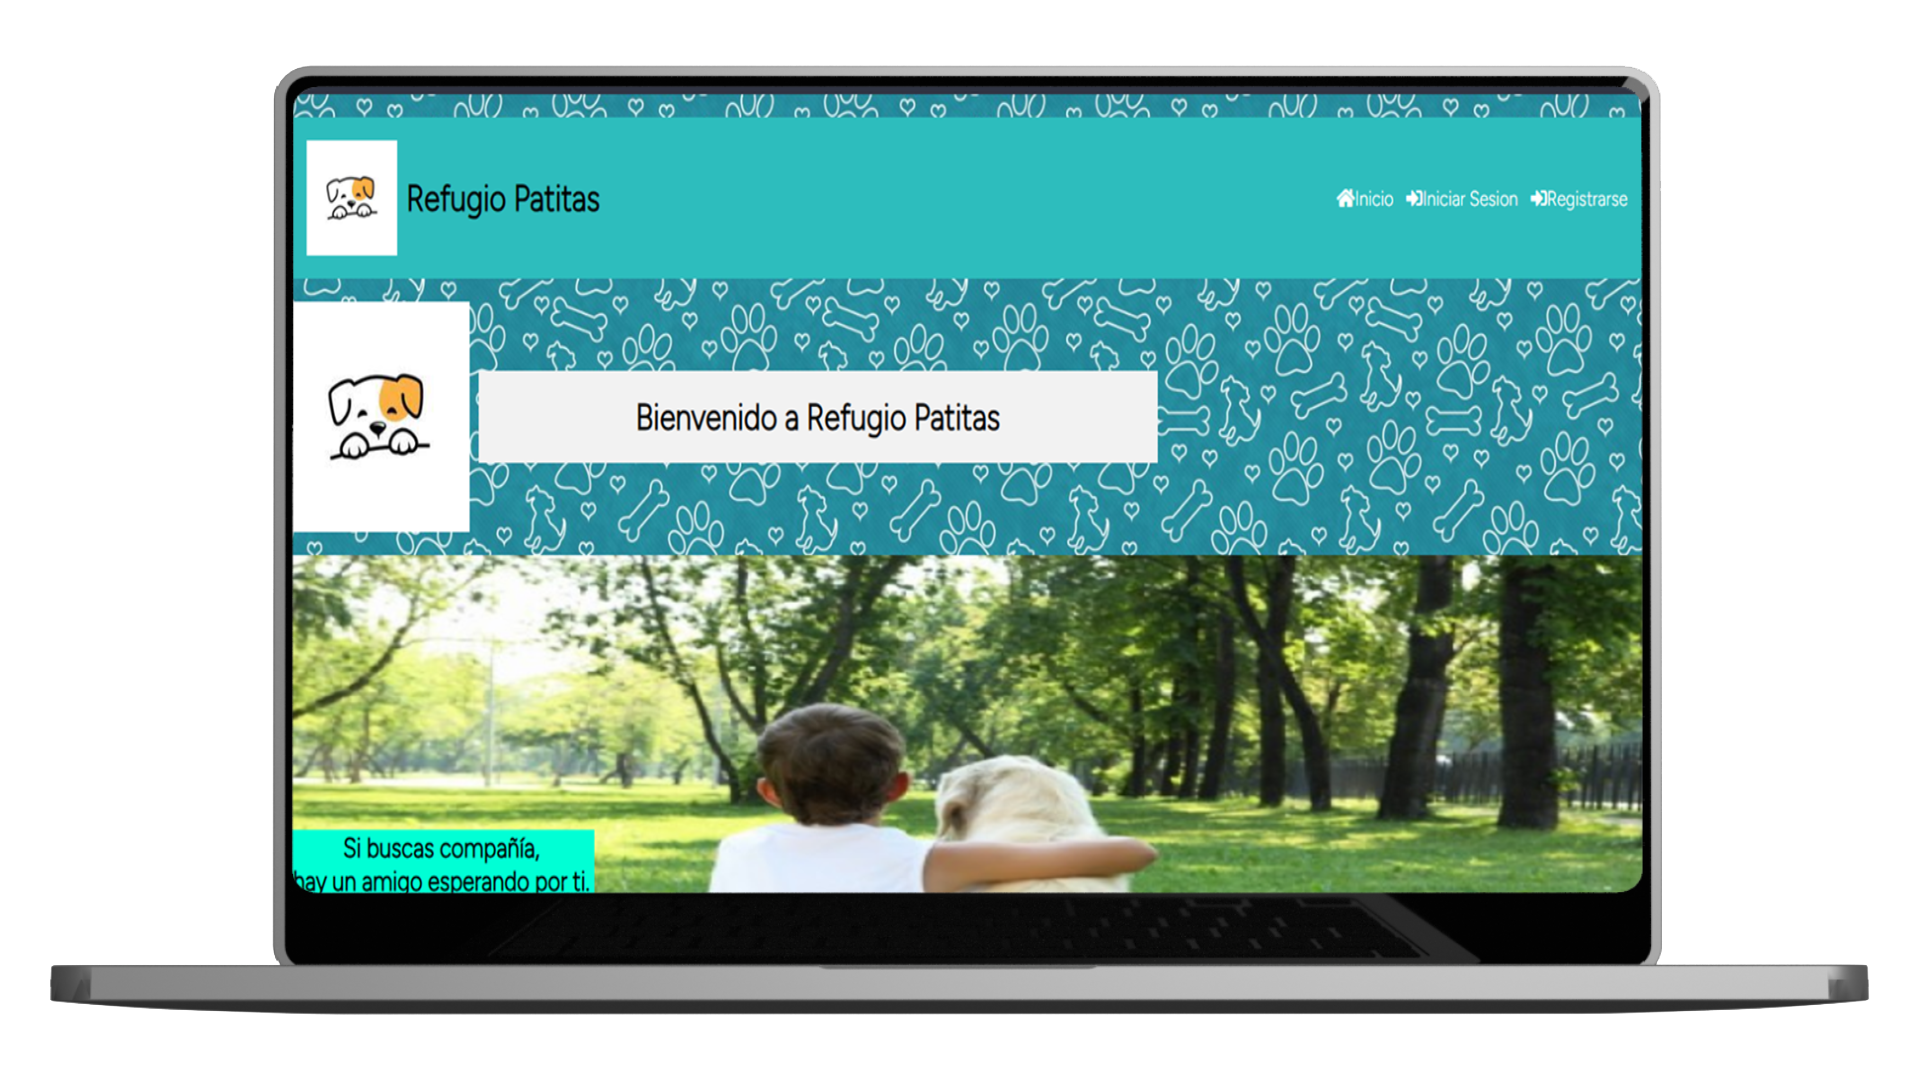 Refugio Patitas
Inicio Iniciar Sesion Registrarse
Bienvenido a Refugio Patitas
Si buscas compañía,
hay un amigo esperando por ti.